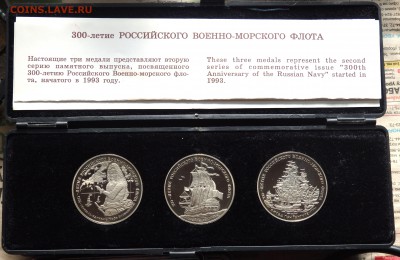 COINS.LAVE.RU
300-летие РОССИЙСКОГО ВОЕННО-МОРСКОГО ФЛОТА
Настоящие три медали представляют вторую
серию памятного выпуска, посвященного
300-летию Российского Военно-морского фло-
та, начатого в 1993 году.
These three medals represent the second
series of commemorative issue "300th
Anniversary of the Russian Navy" started in
1993.